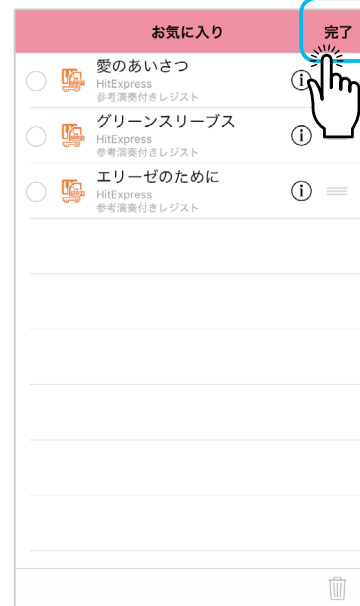 お気に入り 完了
愛のあいさつ
HitExpress
参考演奏付きレジスト
グリーンスリーブス
HitExpress
参考演奏付きレジスト
エリーゼのために
HitExpress
参考演奏付きレジスト